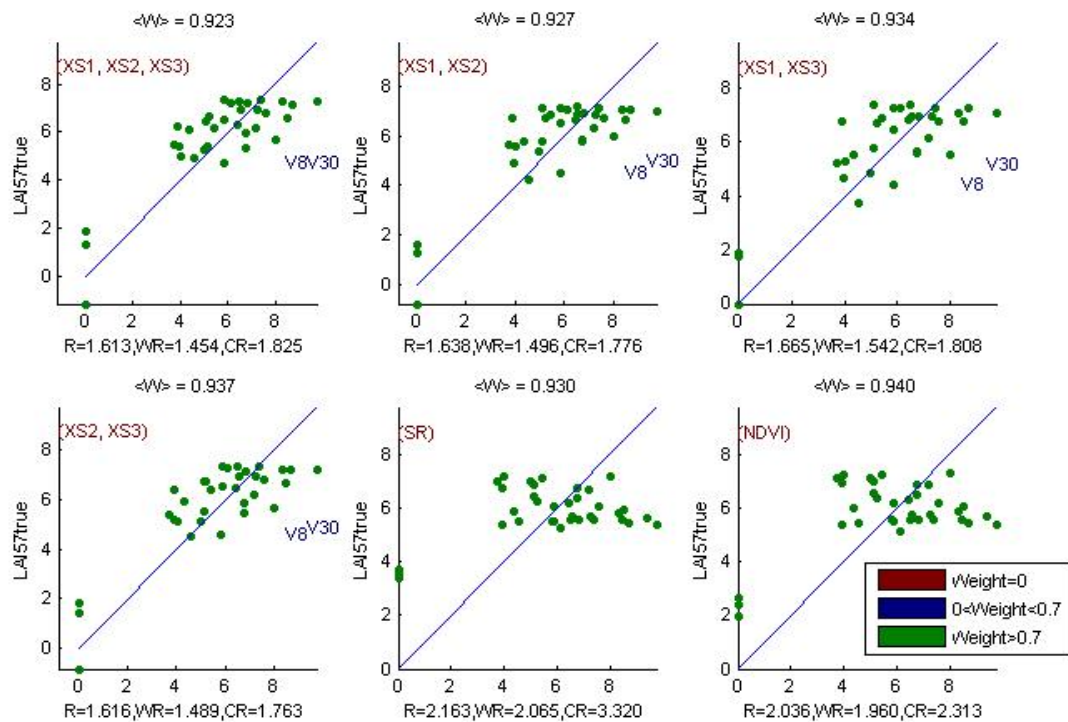 <W> = 0.923
<W> = 0.927
<W> = 0.934
(XS1, XS2, XS3)
(XS1, XS2)
(XS1, XS3)
8
6
4
2
0
LAI57true
V8
V30
0 2 4 6 8
R=1.613,WR=1.454,CR=1.825
8
6
4
2
0
LAI57true
V8
V30
0 2 4 6 8
R=1.638,WR=1.496,CR=1.776
8
6
4
2
0
LAI57true
V8
V30
0 2 4 6 8
R=1.665,WR=1.542,CR=1.808
<W> = 0.937
<W> = 0.930
<W> = 0.940
(XS2, XS3)
(SR)
(NDVI)
8
6
4
2
0
LAI57true
V8
V30
0 2 4 6 8
R=1.616,WR=1.489,CR=1.763
8
6
4
2
0
LAI57true
0 2 4 6 8
R=2.163,WR=2.065,CR=3.320
8
6
4
2
0
LAI57true
0 2 4 6 8
R=2.036,WR=1.960,CR=2.313
Weight=0
0<Weight<0.7
Weight>0.7